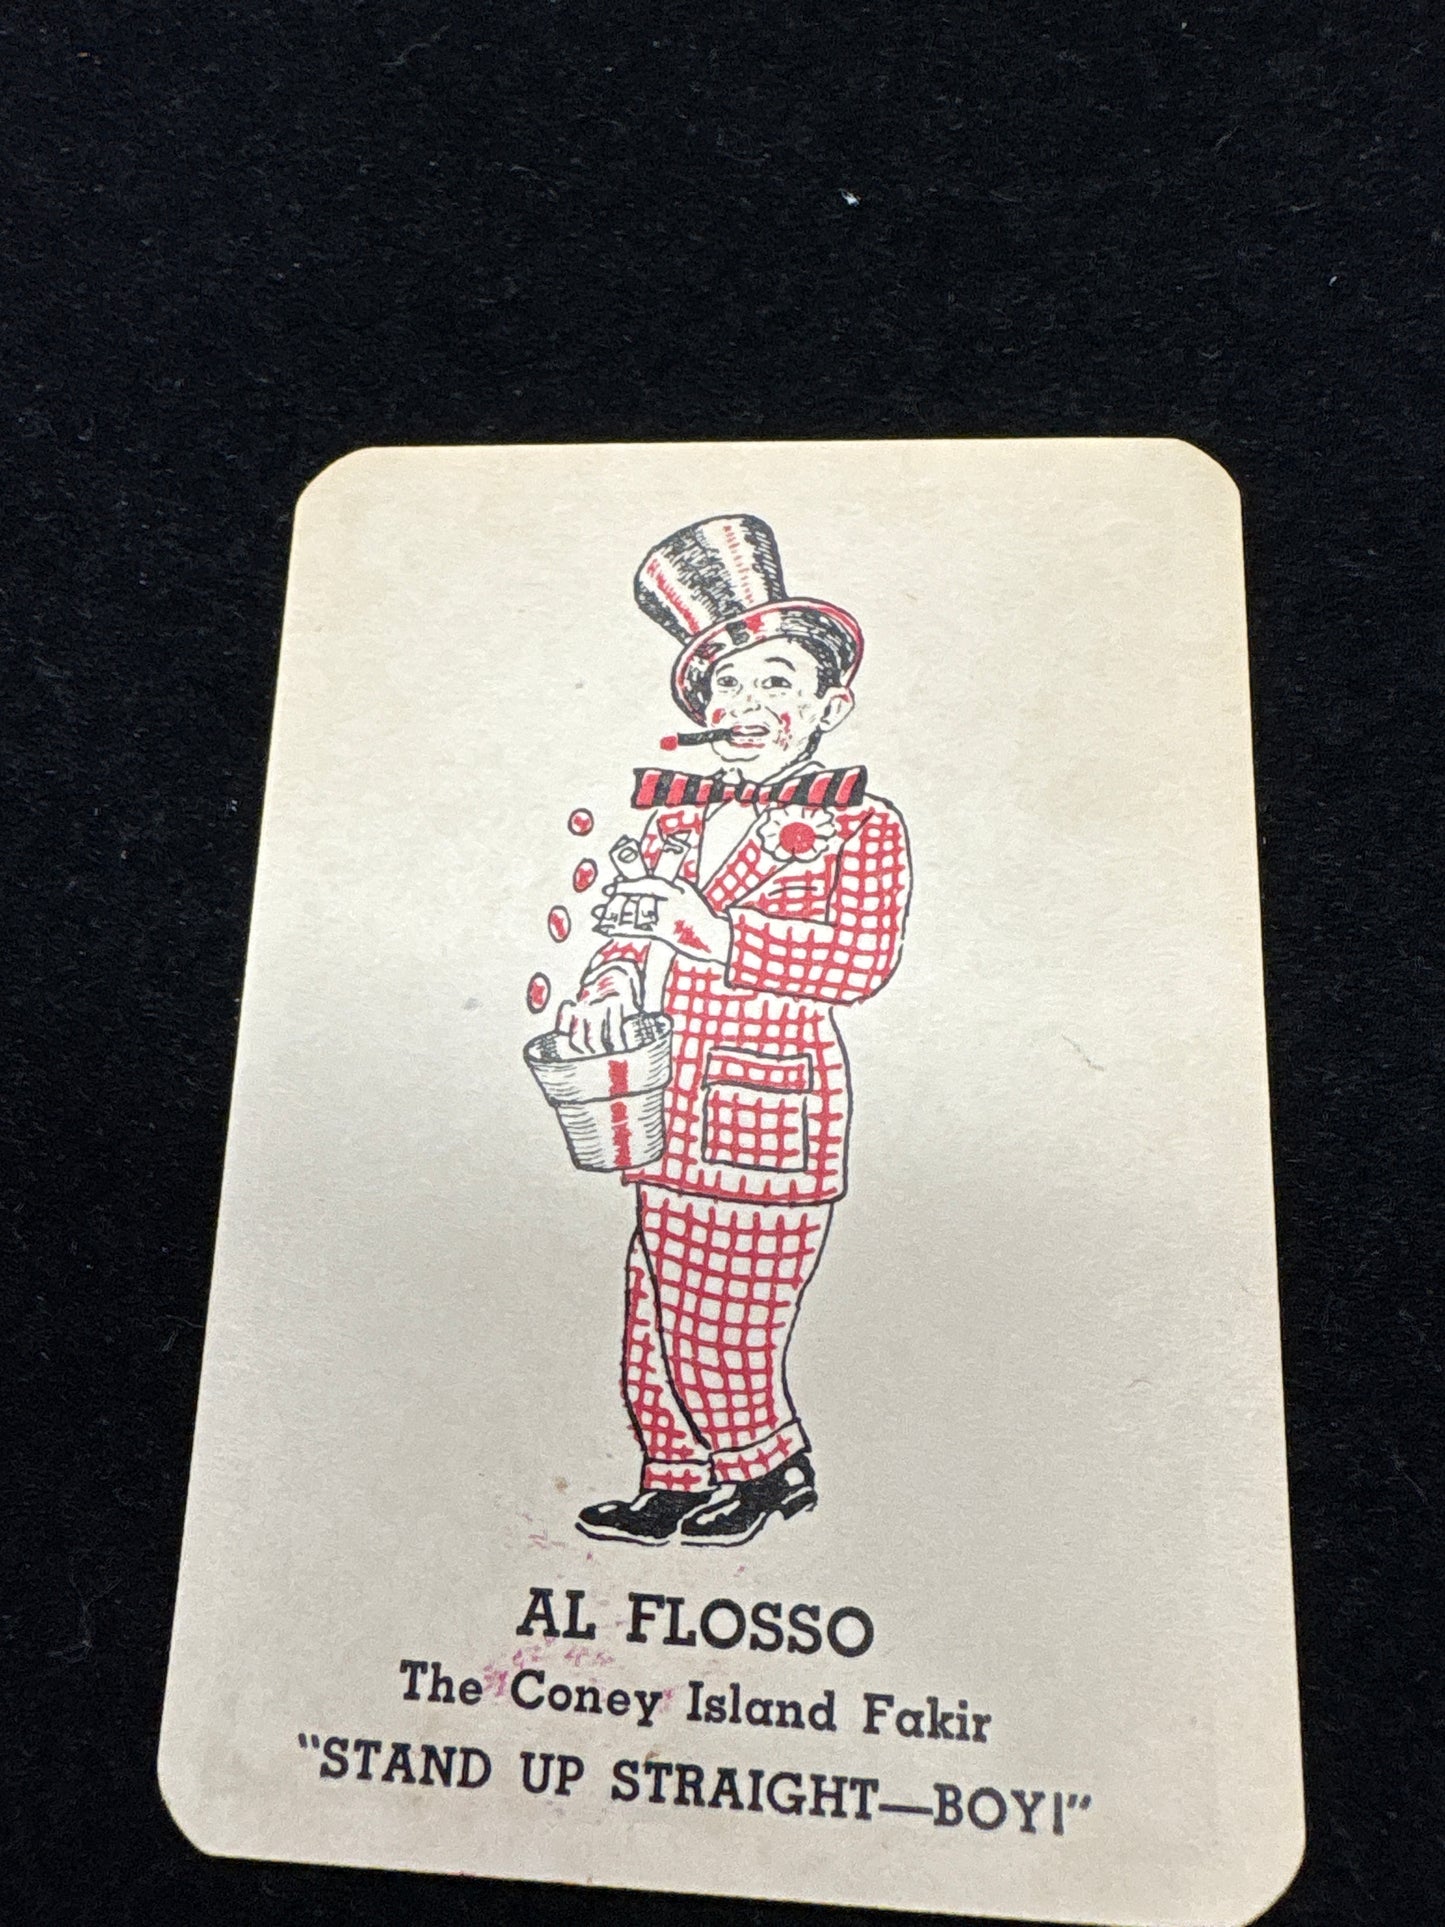 AL FLOSSO
The Coney Island Fakir
"STAND UP STRAIGHT—BOY!"